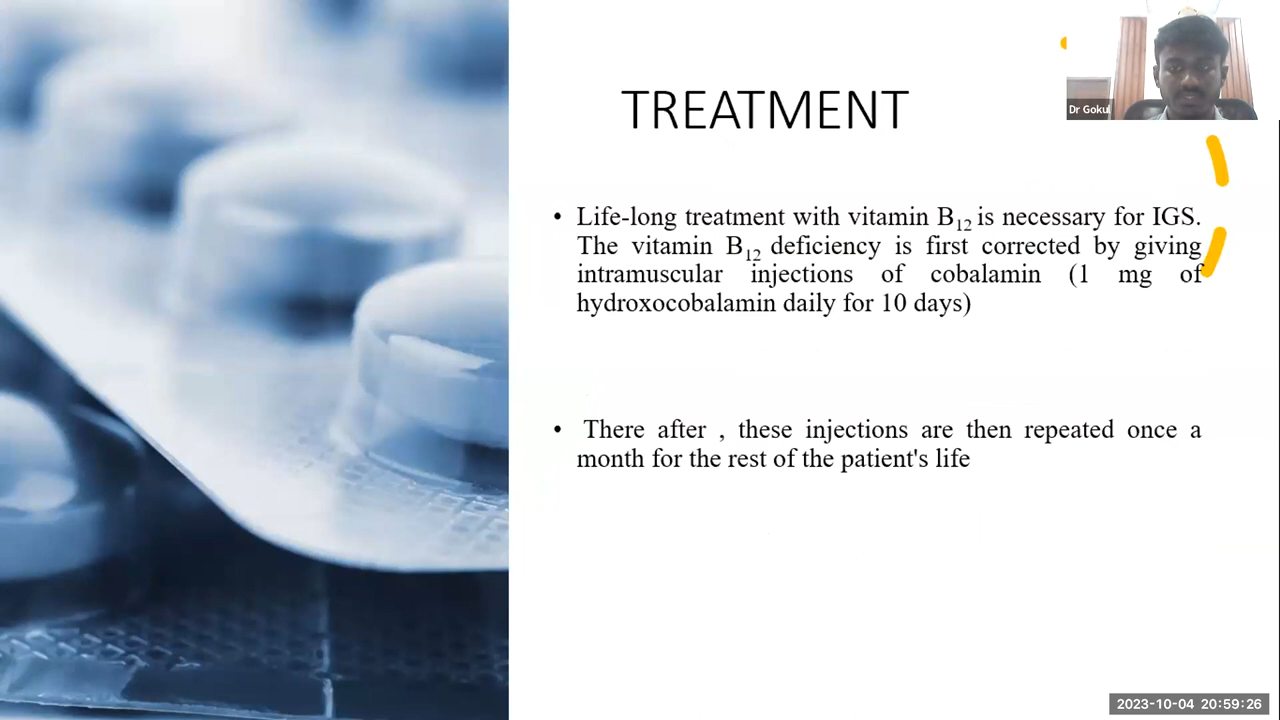 Dr Gokul
TREATMENT
• Life-long treatment with vitamin B12 is necessary for IGS.
The vitamin B12 deficiency is first corrected by giving
intramuscular injections of cobalamin (1 mg of
hydroxocobalamin daily for 10 days)
• There after , these injections are then repeated once a
month for the rest of the patient's life
2023-10-04 20:59:26